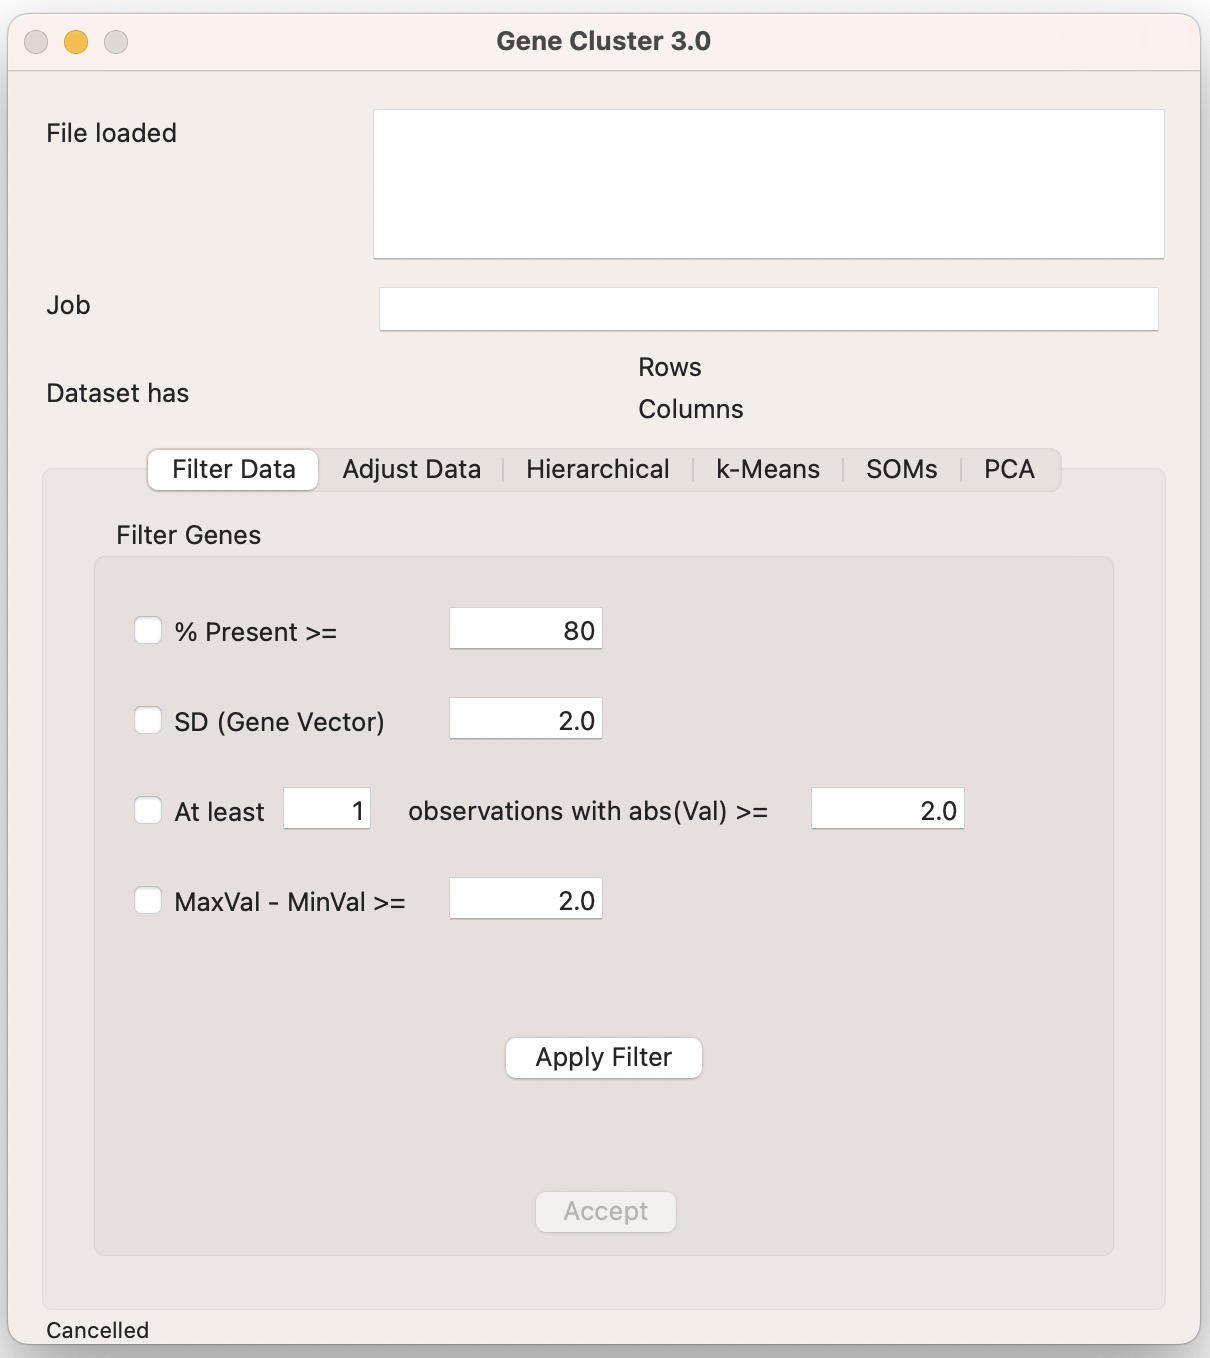 Gene Cluster 3.0
File loaded
Job
Dataset has
Rows
Columns
Filter Data Adjust Data Hierarchical k-Means SOMs PCA
Filter Genes
% Present >= 80
SD (Gene Vector) 2.0
At least 1 observations with abs(Val) >= 2.0
MaxVal - MinVal >= 2.0
Apply Filter
Accept
Cancelled